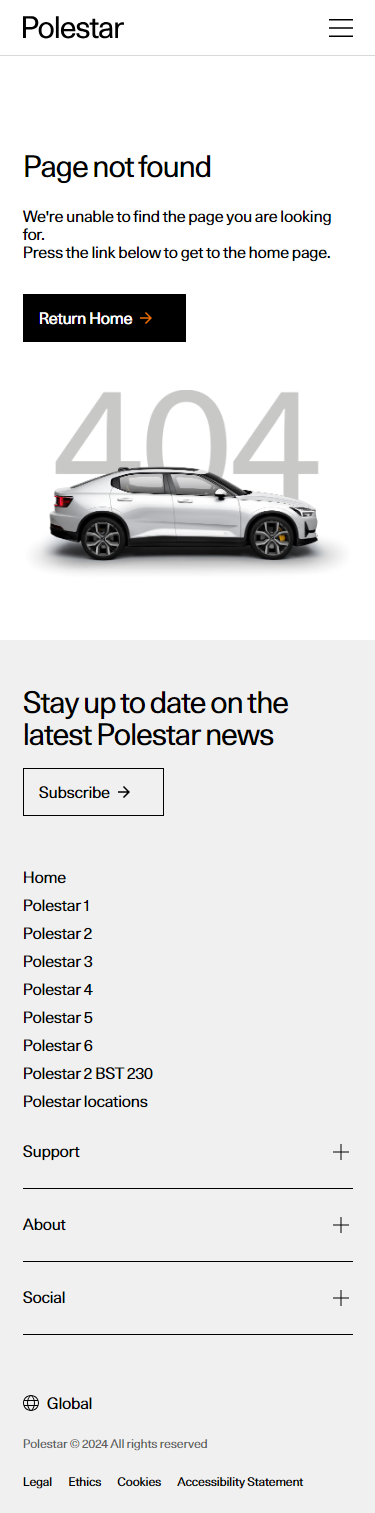 Polestar
Page not found
We're unable to find the page you are looking
for.
Press the link below to get to the home page.
Return Home
404
Stay up to date on the
latest Polestar news
Subscribe
Home
Polestar 1
Polestar 2
Polestar 3
Polestar 4
Polestar 5
Polestar 6
Polestar 2 BST 230
Polestar locations
Support
About
Social
Global
Polestar © 2024 All rights reserved
Legal Ethics Cookies Accessibility Statement